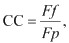 CC = Ff/Fp,